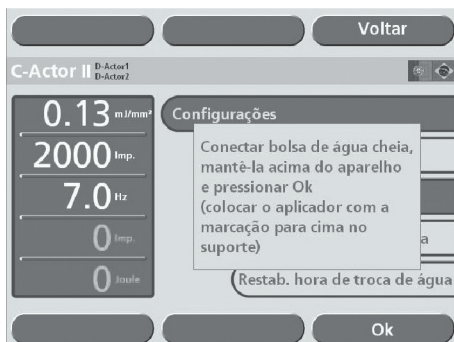 Voltar
C-Actor II D-Actor1
D-Actor2
0.13 mJ/mm²
Configurações
2000 Imp.
7.0 Hz
0 Imp.
0 Joule
Conectar bolsa de água cheia,
mantê-la acima do aparelho
e pressionar Ok
(colocar o aplicador com a
marcação para cima no
suporte)
a
Restab. hora de troca de água
Ok